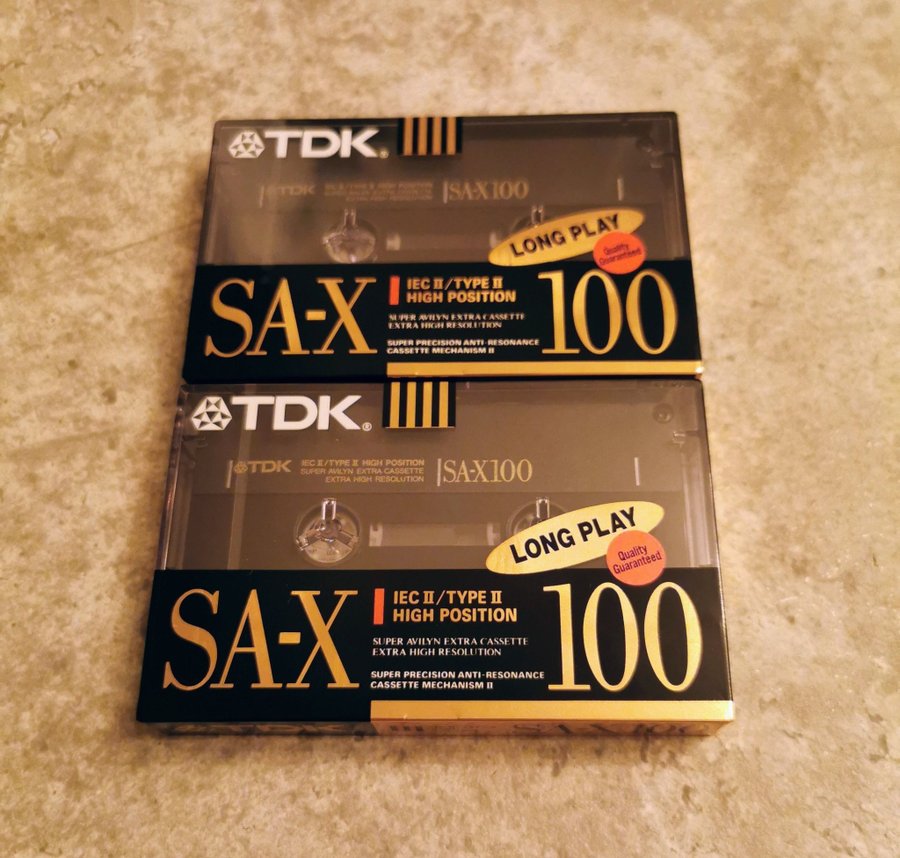 TDK®
TDK IEC II/TYPE II HIGH POSITION
SUPER AVILYN EXTRA CASSETTE
EXTRA HIGH RESOLUTION
SA-X100
LONG PLAY
Quality
Guaranteed
SA-X
IEC II/TYPE II
HIGH POSITION
SUPER AVILYN EXTRA CASSETTE
EXTRA HIGH RESOLUTION
SUPER PRECISION ANTI-RESONANCE
CASSETTE MECHANISM II
100
TDK®
TDK IEC II/TYPE II HIGH POSITION
SUPER AVILYN EXTRA CASSETTE
EXTRA HIGH RESOLUTION
SA-X100
LONG PLAY
Quality
Guaranteed
SA-X
IEC II/TYPE II
HIGH POSITION
SUPER AVILYN EXTRA CASSETTE
EXTRA HIGH RESOLUTION
SUPER PRECISION ANTI-RESONANCE
CASSETTE MECHANISM II
100